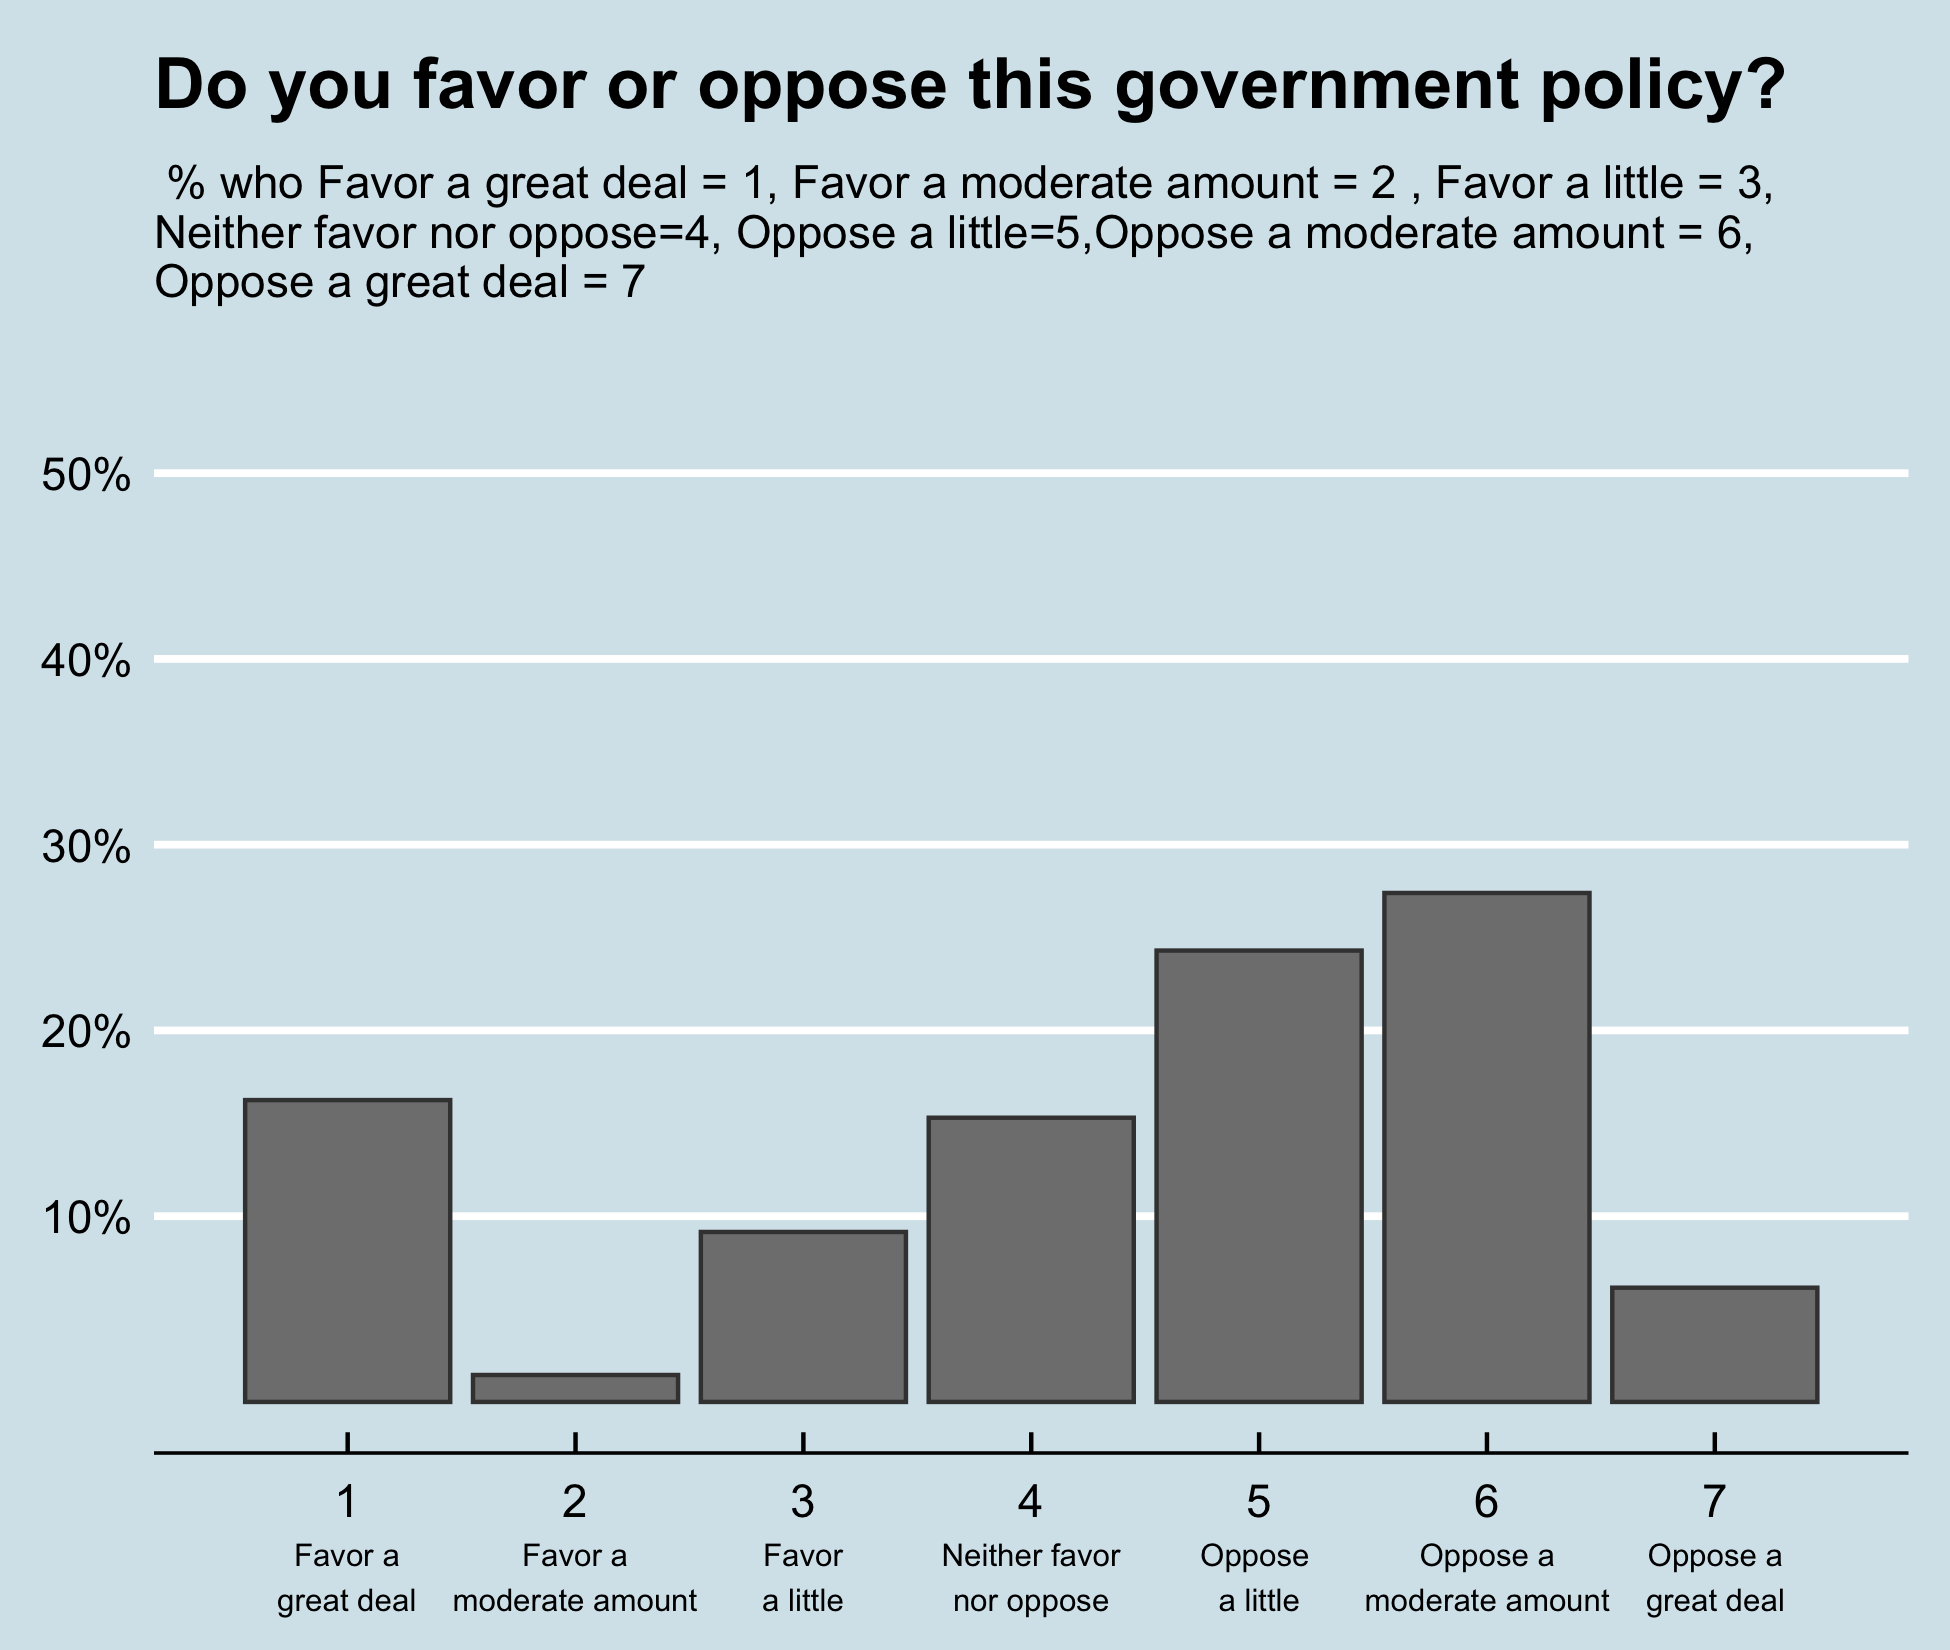 Do you favor or oppose this government policy?
% who Favor a great deal = 1, Favor a moderate amount = 2 , Favor a little = 3,
Neither favor nor oppose=4, Oppose a little=5,Oppose a moderate amount = 6,
Oppose a great deal = 7
50%
40%
30%
20%
10%
1 2 3 4 5 6 7
Favor a Favor a Favor Neither favor Oppose Oppose a Oppose a
great deal moderate amount a little nor oppose a little moderate amount great deal